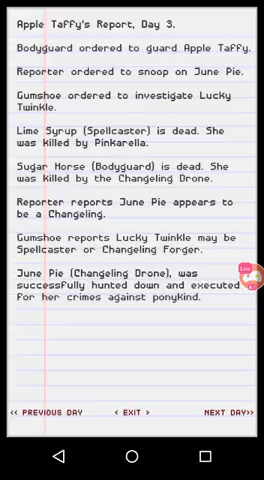 Apple Taffy's Report, Day 3.
Bodyguard ordered to guard Apple Taffy.
Reporter ordered to snoop on June Pie.
Gumshoe ordered to investigate Lucky
Twinkle.
Lime Syrup (Spellcaster) is dead. She
was killed by Pinkarella.
Sugar Horse (Bodyguard) is dead. She
was killed by the Changeling Drone.
Reporter reports June Pie appears to
be a Changeling.
Gumshoe reports Lucky Twinkle may be
Spellcaster or Changeling Forger.
June Pie (Changeling Drone), was
successfully hunted down and executed
for her crimes against ponykind.
<< PREVIOUS DAY < EXIT > NEXT DAY>>
Live